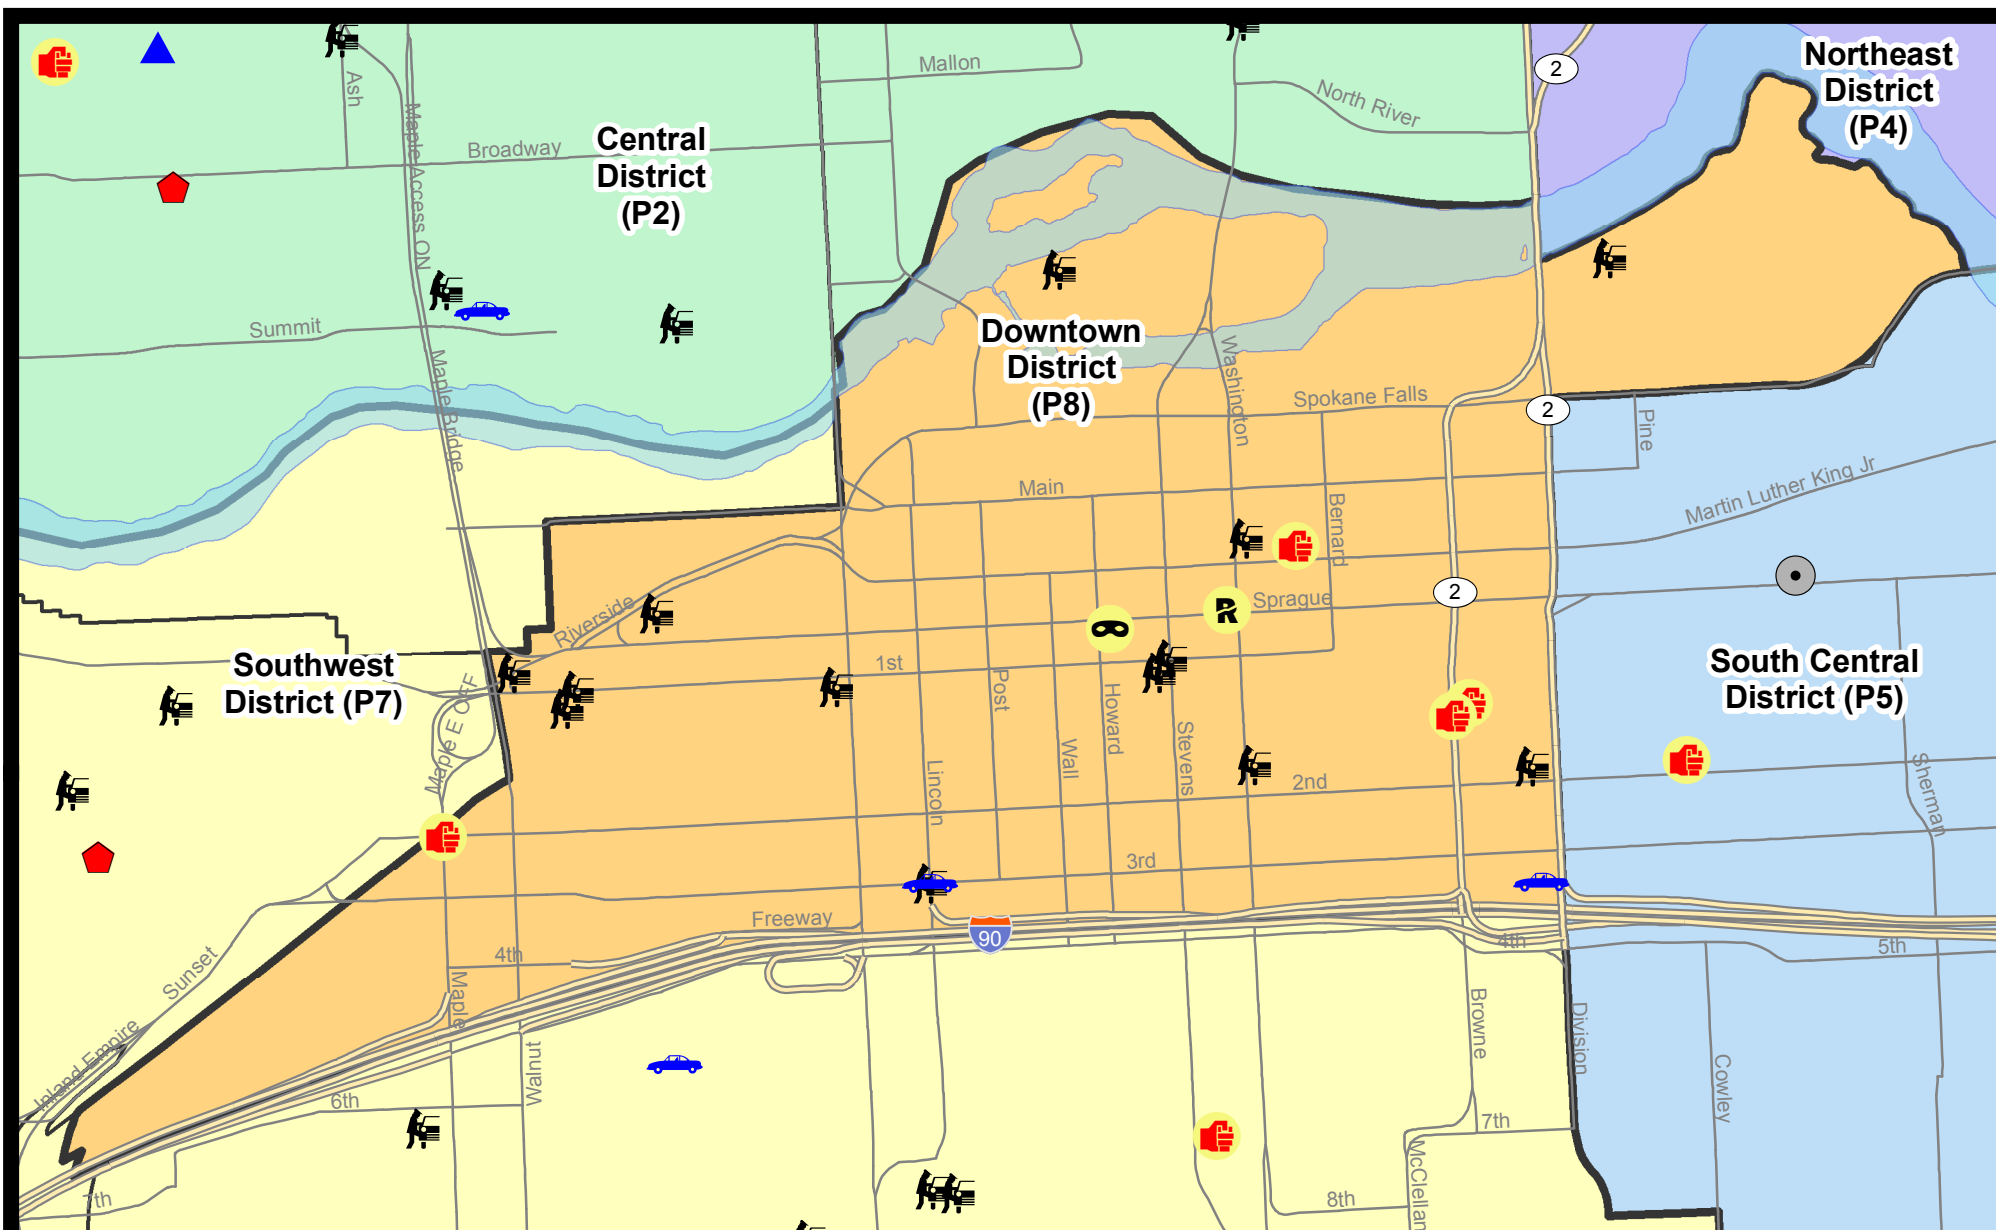 Northeast
District
(P4)
2
Mallon
North River
Ash
Maple Access ON
Broadway
Central
District
(P2)
Summit
Maple Bridge
Downtown
District
(P8)
Washington
Spokane Falls
2
Pine
Main
Bernard
Martin Luther King Jr
Riverside
Sprague
2
R
Southwest
District (P7)
1st
South Central
District (P5)
Maple E OFF
Post
Howard
Wall
Stevens
Lincoln
2nd
Sherman
3rd
Freeway
90
4th
4th
5th
Sunset
Maple
Inland Empire
Walnut
Browne
Division
Cowley
6th
7th
McClellan
7th
8th